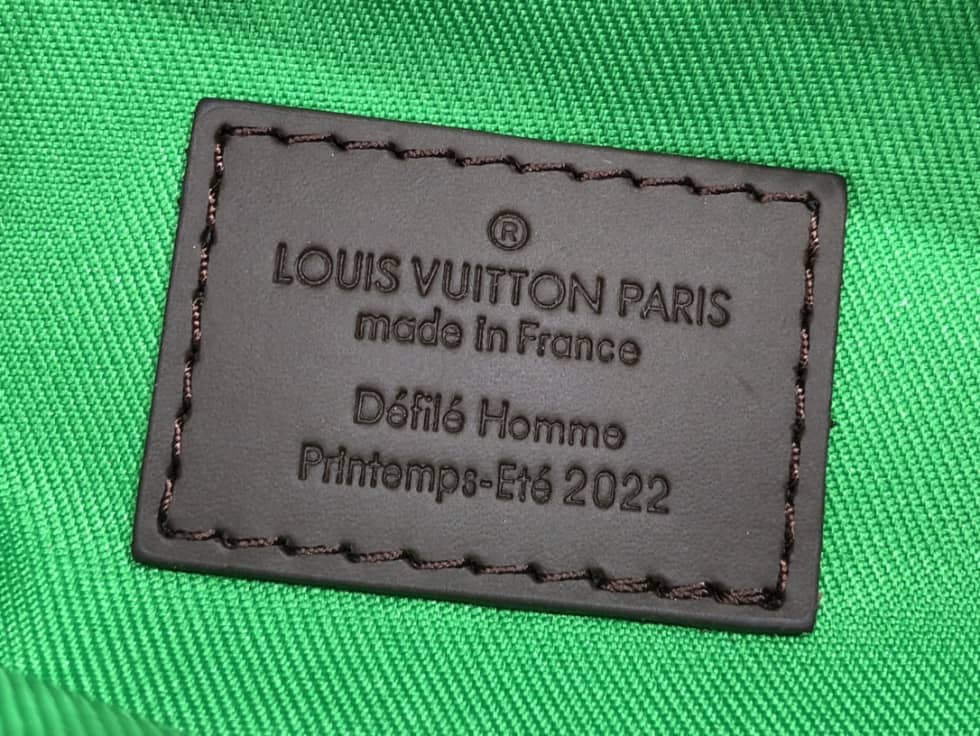 ®
LOUIS VUITTON PARIS
made in France
Défilé Homme
Printemps-Eté 2022